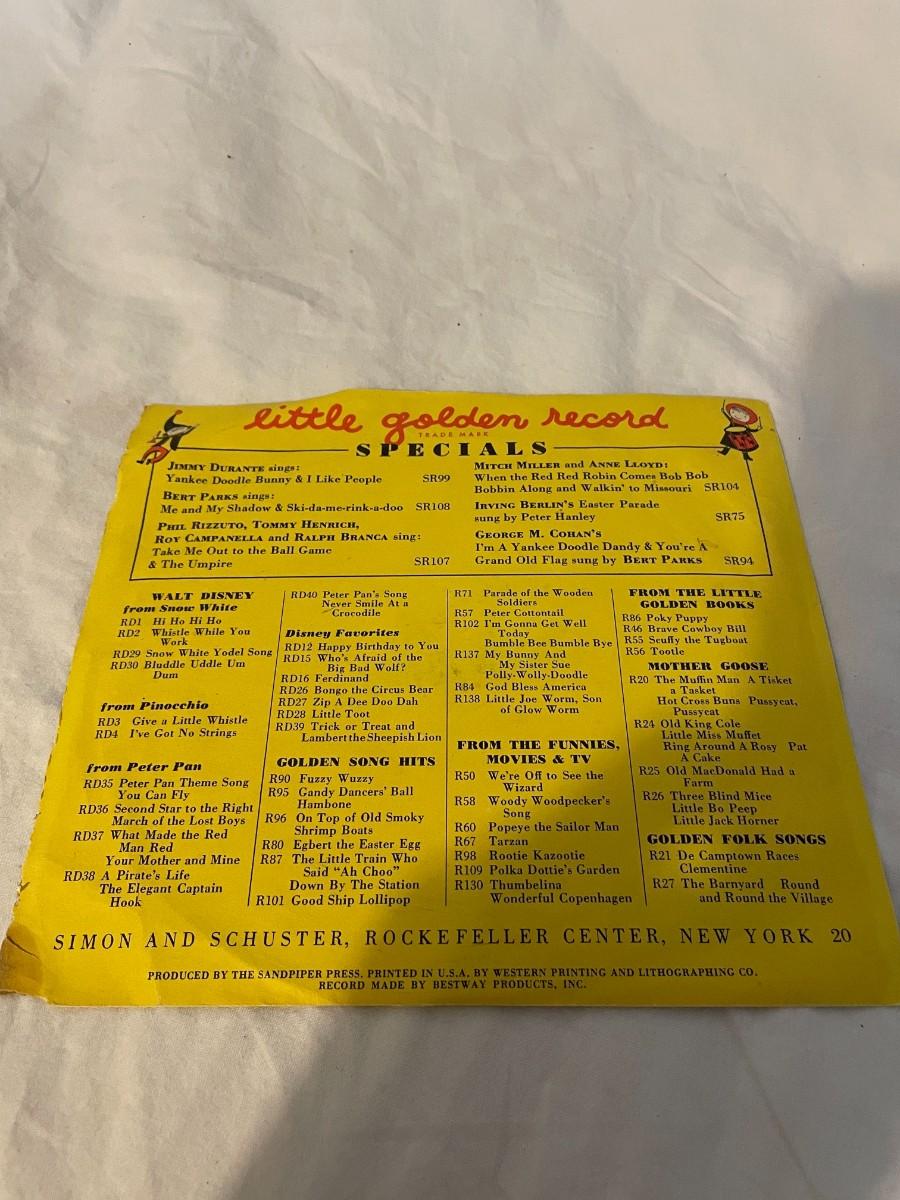 little golden record
TRADE MARK
SPECIALS
JIMMY DURANTE sings:
Yankee Doodle Bunny & I Like People SR99
BERT PARKS sings:
Me and My Shadow & Ski-da-me-rink-a-doo SR108
PHIL RIZZUTO, TOMMY HENRICH,
ROY CAMPANELLA and RALPH BRANCA sing:
Take Me Out to the Ball Game
& The Umpire SR107
MITCH MILLER and ANNE LLOYD:
When the Red Red Robin Comes Bob Bob
Bobbin Along and Walkin' to Missouri SR104
IRVING BERLIN'S Easter Parade
sung by Peter Hanley SR75
GEORGE M. COHAN'S
I'm A Yankee Doodle Dandy & You're A
Grand Old Flag sung by BERT PARKS SR94
WALT DISNEY
from Snow White
RD1 Hi Ho Hi Ho
RD2 Whistle While You
Work
RD29 Snow White Yodel Song
RD30 Bluddle Uddle Um
Dum
from Pinocchio
RD3 Give a Little Whistle
RD4 I've Got No Strings
from Peter Pan
RD35 Peter Pan Theme Song
You Can Fly
RD36 Second Star to the Right
March of the Lost Boys
RD37 What Made the Red
Man Red
Your Mother and Mine
RD38 A Pirate's Life
The Elegant Captain
Hook
RD40 Peter Pan's Song
Never Smile At a
Crocodile
Disney Favorites
RD12 Happy Birthday to You
RD15 Who's Afraid of the
Big Bad Wolf?
RD16 Ferdinand
RD26 Bongo the Circus Bear
RD27 Zip A Dee Doo Dah
RD28 Little Toot
RD39 Trick or Treat and
Lambert the Sheepish Lion
GOLDEN SONG HITS
R90 Fuzzy Wuzzy
R95 Gandy Dancers' Ball
Hambone
R96 On Top of Old Smoky
Shrimp Boats
R80 Egbert the Easter Egg
R87 The Little Train Who
Said "Ah Choo"
Down By The Station
R101 Good Ship Lollipop
R71 Parade of the Wooden
Soldiers
R57 Peter Cottontail
R102 I'm Gonna Get Well
Today
Bumble Bee Bumble Bye
R137 My Bunny And
My Sister Sue
Polly-Wolly-Doodle
R84 God Bless America
R138 Little Joe Worm, Son
of Glow Worm
FROM THE FUNNIES,
MOVIES & TV
R50 We're Off to See the
Wizard
R58 Woody Woodpecker's
Song
R60 Popeye the Sailor Man
R67 Tarzan
R98 Rootie Kazootie
R109 Polka Dottie's Garden
R130 Thumbelina
Wonderful Copenhagen
FROM THE LITTLE
GOLDEN BOOKS
R86 Poky Puppy
R46 Brave Cowboy Bill
R55 Scuffy the Tugboat
R56 Tootle
MOTHER GOOSE
R20 The Muffin Man A Tisket
a Tasket
Hot Cross Buns Pussycat,
Pussycat
R24 Old King Cole
Little Miss Muffet
Ring Around A Rosy Pat
A Cake
R25 Old MacDonald Had a
Farm
R26 Three Blind Mice
Little Bo Peep
Little Jack Horner
GOLDEN FOLK SONGS
R21 De Camptown Races
Clementine
R27 The Barnyard Round
and Round the Village
SIMON AND SCHUSTER, ROCKEFELLER CENTER, NEW YORK 20
PRODUCED BY THE SANDPIPER PRESS. PRINTED IN U.S.A. BY WESTERN PRINTING AND LITHOGRAPHING CO.
RECORD MADE BY BESTWAY PRODUCTS, INC.